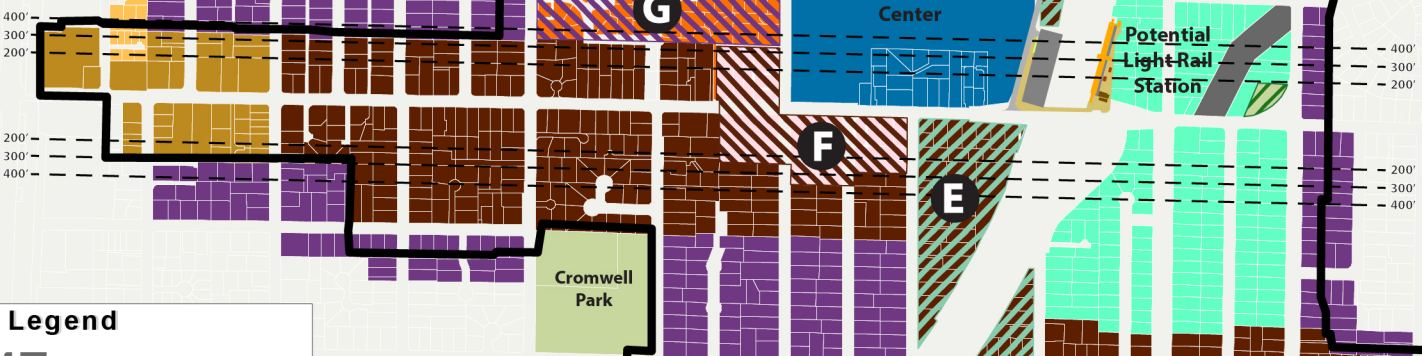 G
Center
400′
300′
200′
Potential
Light Rail
Station
400′
300′
200′
F
E
200′
300′
400′
200′
300′
400′
Cromwell
Park
Legend